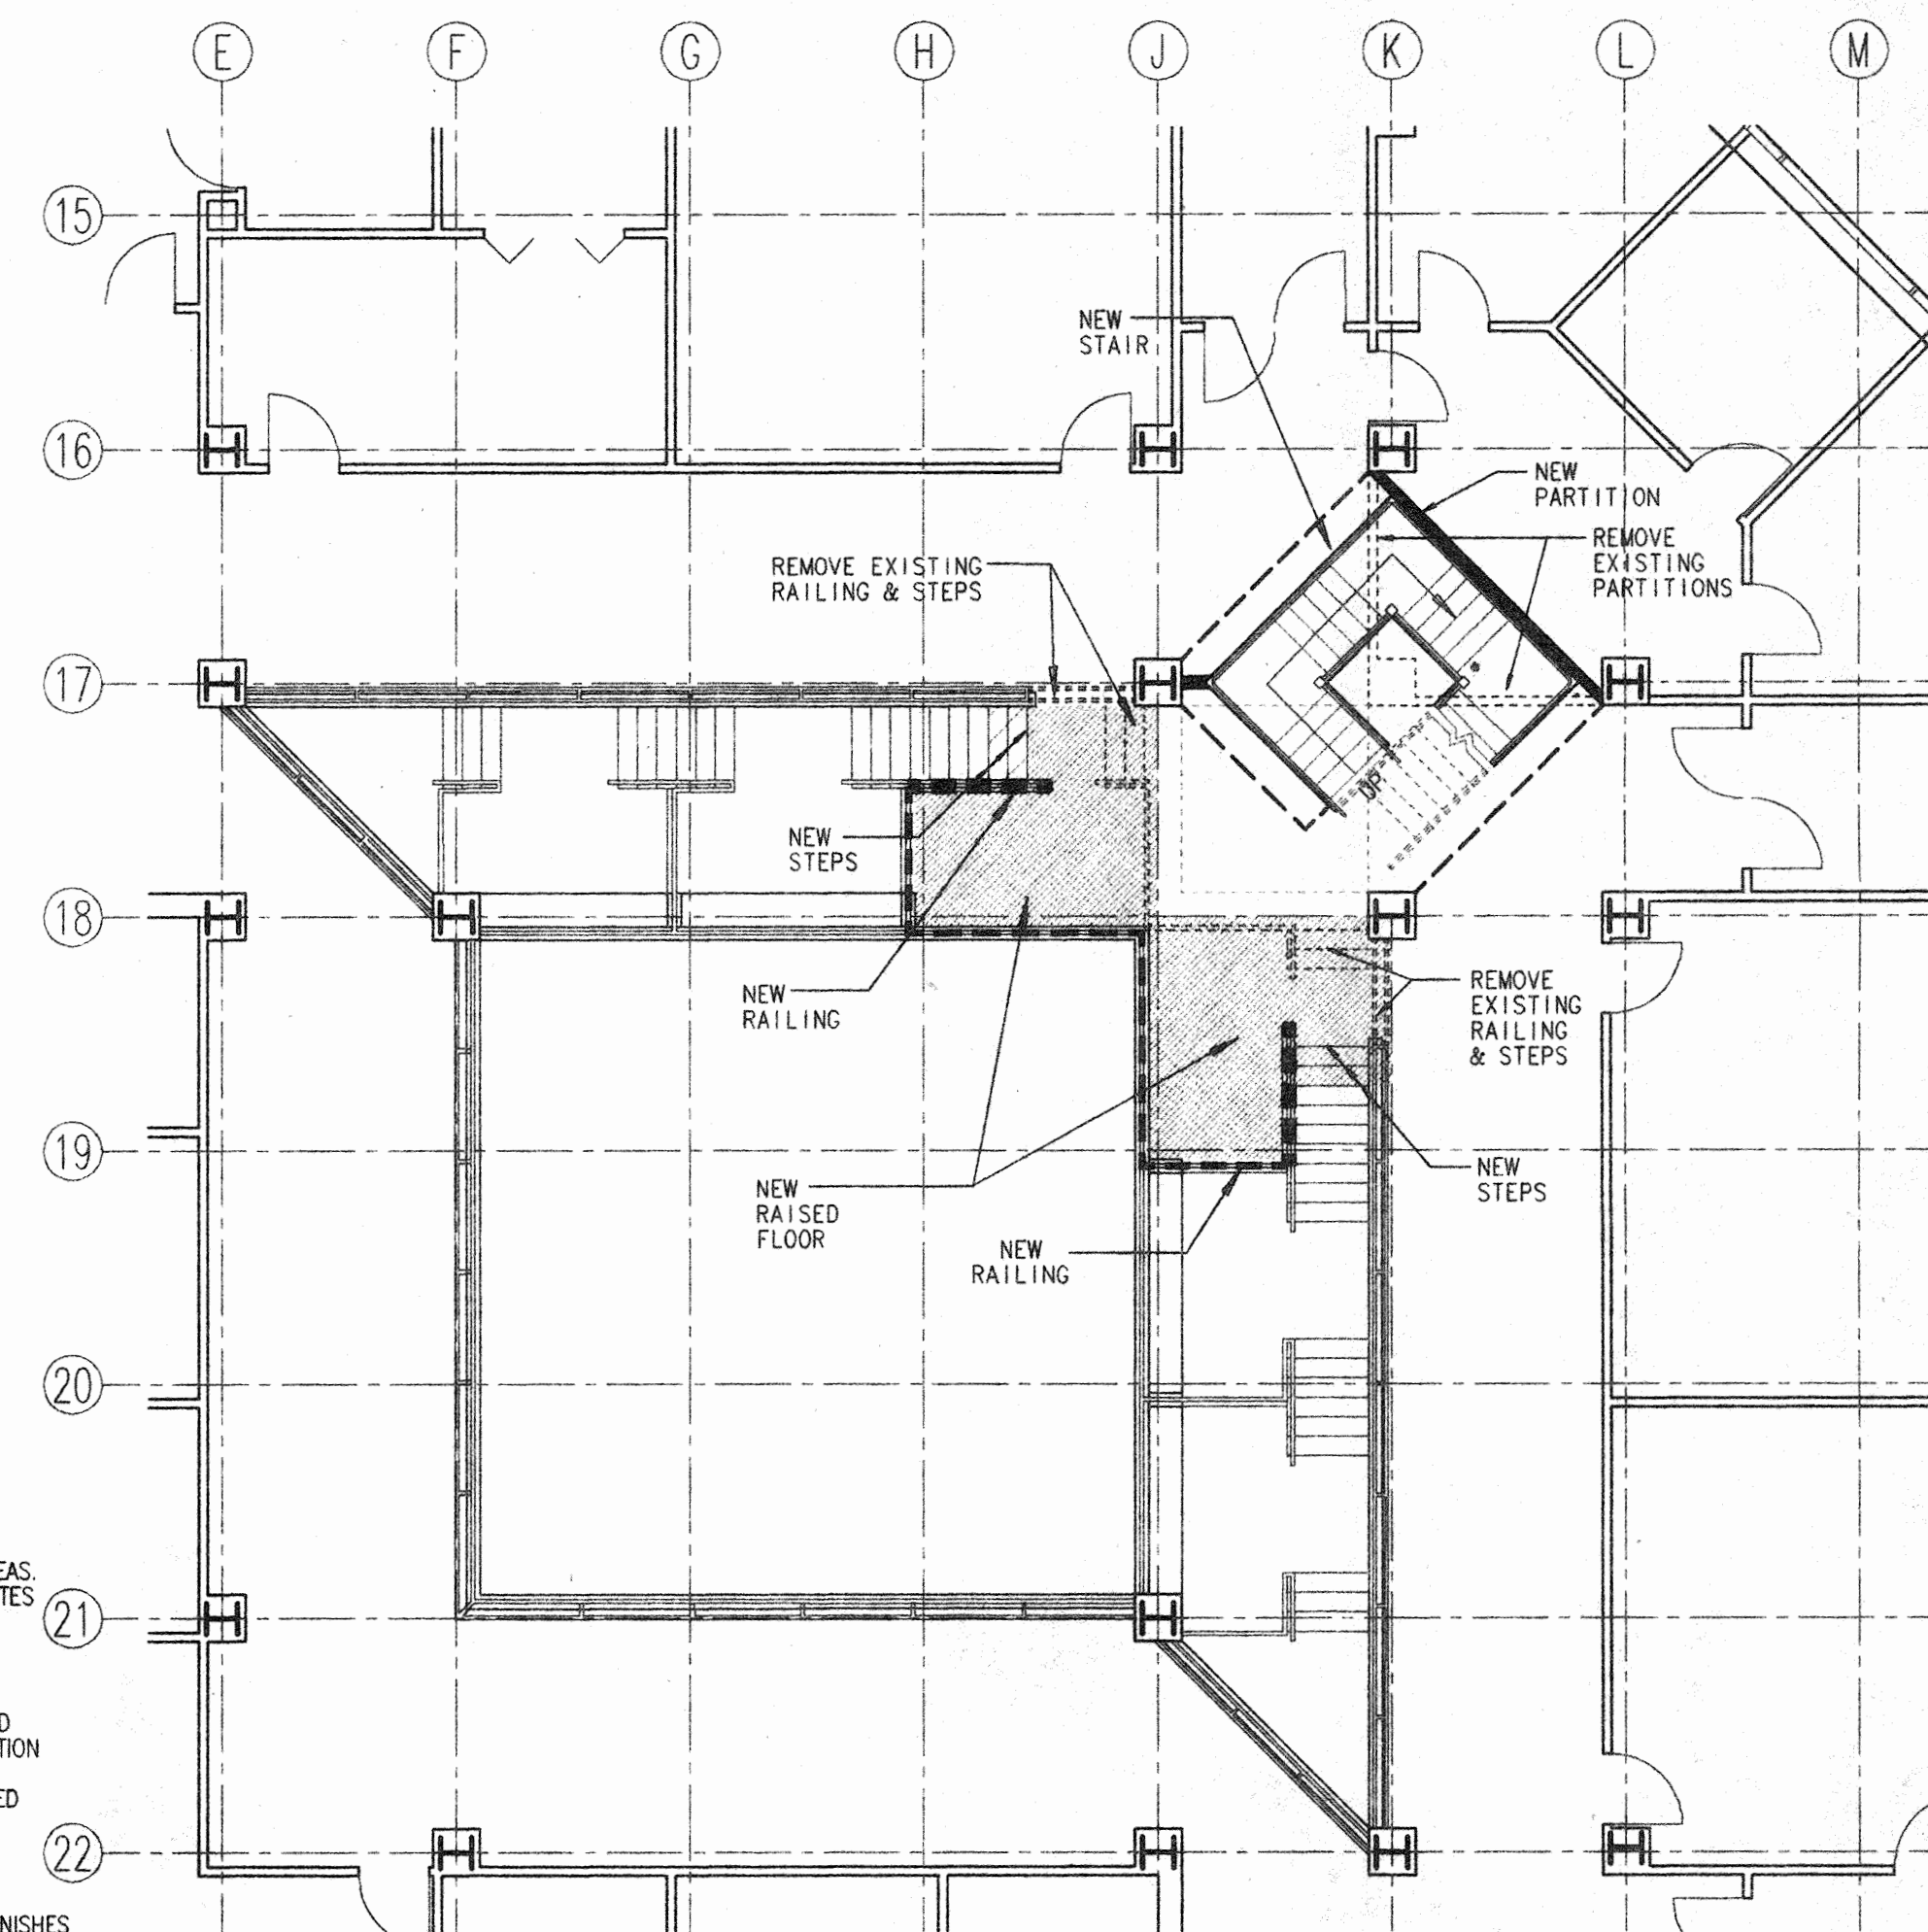 E F G H J K L M
15
NEW
STAIR
16
NEW
PARTITION
REMOVE
EXISTING
PARTITIONS
REMOVE EXISTING
RAILING & STEPS
17
UP
NEW
STEPS
18
NEW
RAILING
REMOVE
EXISTING
RAILING
& STEPS
19
NEW
STEPS
NEW
RAISED
FLOOR
NEW
RAILING
20
EAS.
TES
21
D
TION
ED
22
NISHES